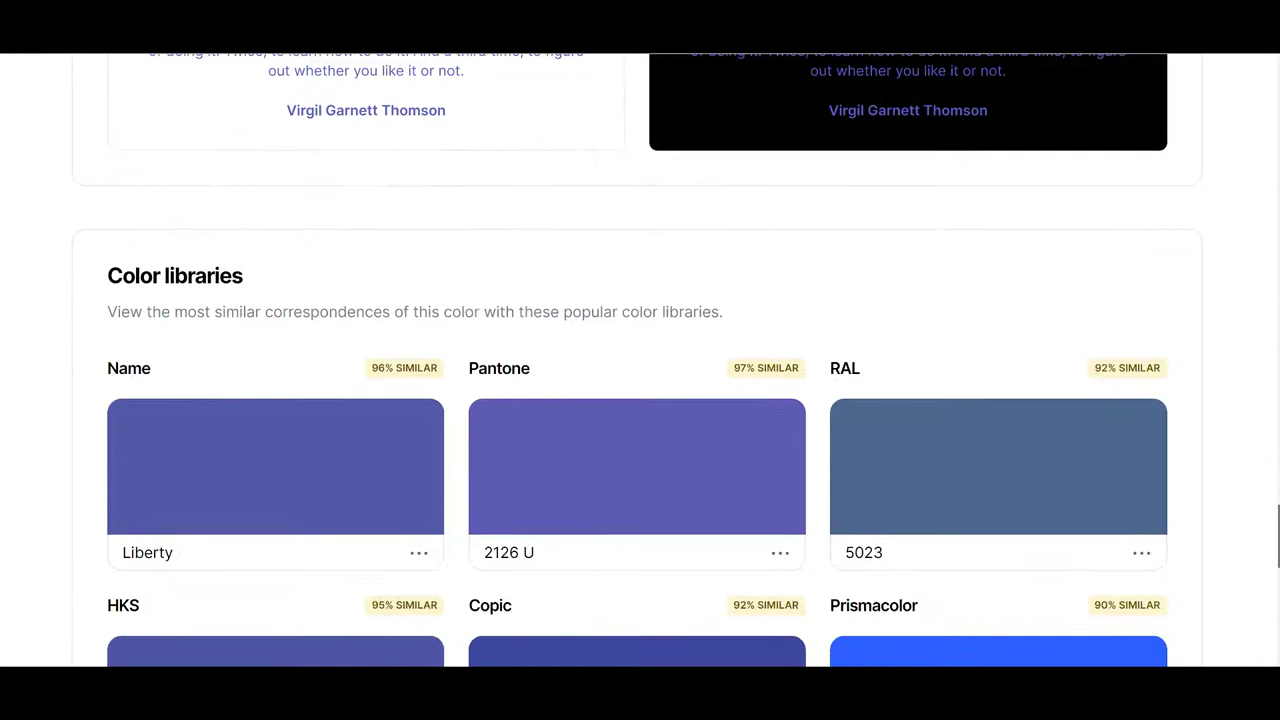 out whether you like it or not.
out whether you like it or not.
Virgil Garnett Thomson
Virgil Garnett Thomson
Color libraries
View the most similar correspondences of this color with these popular color libraries.
Name
96% SIMILAR
Pantone
97% SIMILAR
RAL
92% SIMILAR
Liberty
2126 U
5023
HKS
95% SIMILAR
Copic
92% SIMILAR
Prismacolor
90% SIMILAR